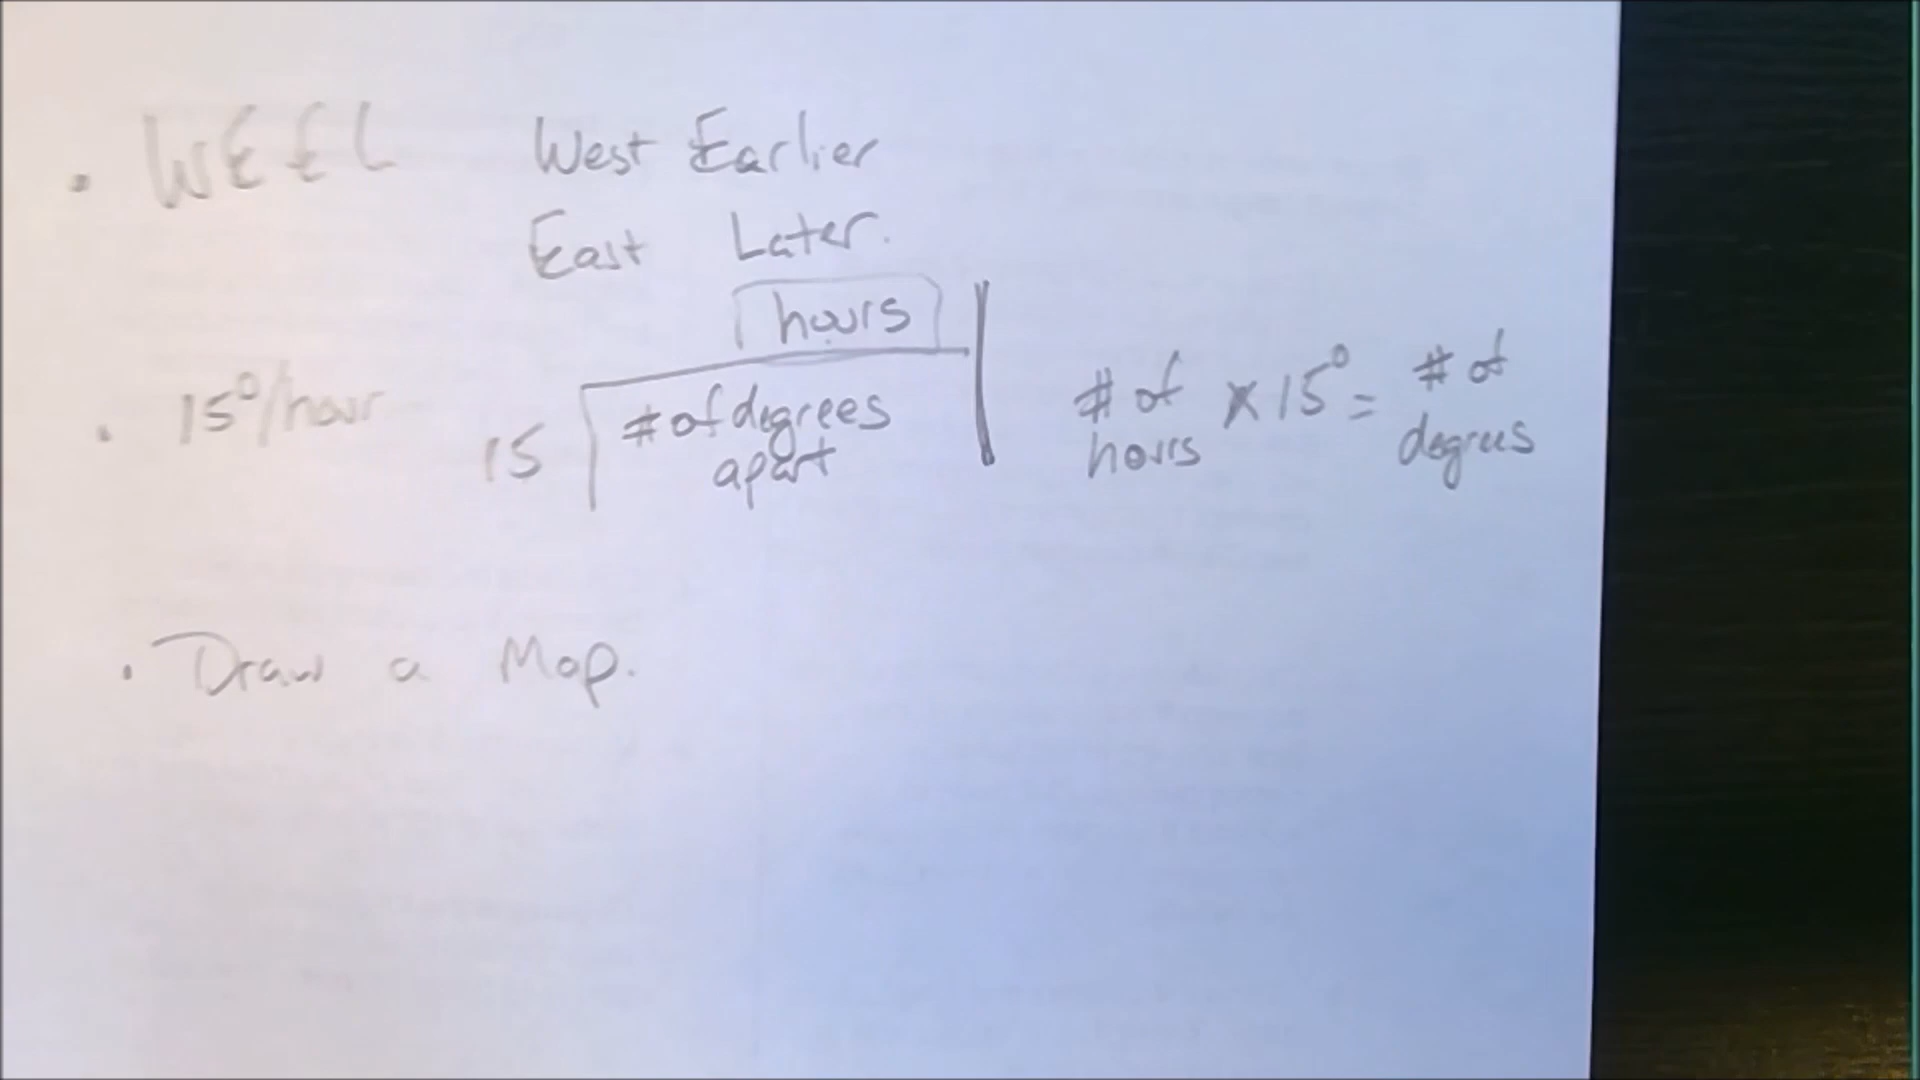 • WEEL West Earlier
East Later.
hours
• 15°/hour 15 # of degrees apart # of hours × 15° = # of degrees
• Draw a Map.